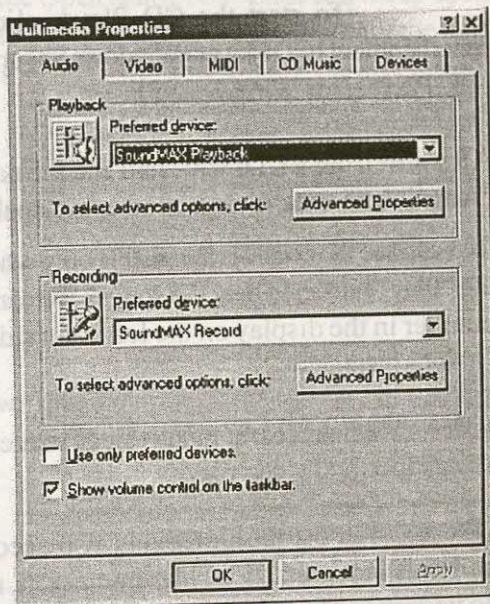 Multimedia Properties
Audio Video MIDI CD Music Devices
Playback
Preferred device:
SoundMAX Playback
To select advanced options, click: Advanced Properties
Recording
Preferred device:
SoundMAX Record
To select advanced options, click: Advanced Properties
Use only preferred devices.
Show volume control on the taskbar.
OK Cancel Apply